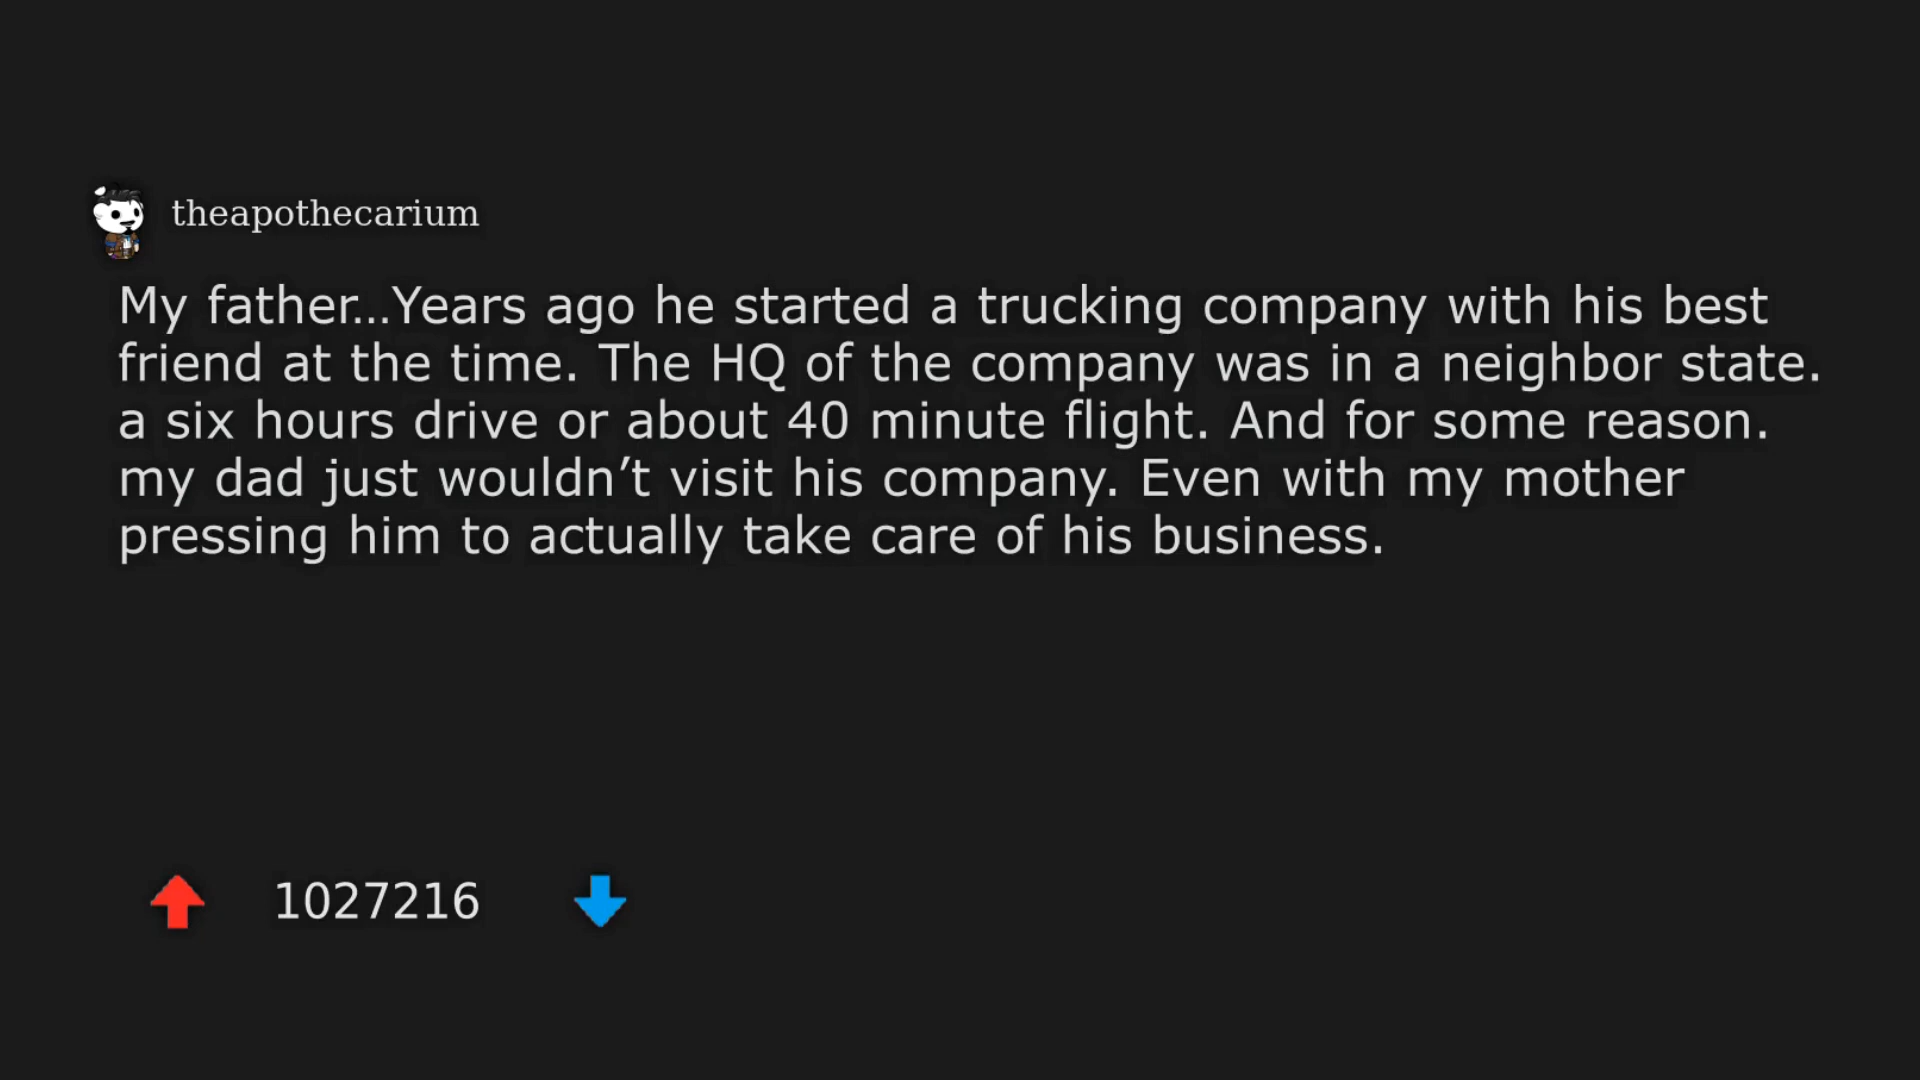 theapothecarium
My father...Years ago he started a trucking company with his best
friend at the time. The HQ of the company was in a neighbor state.
a six hours drive or about 40 minute flight. And for some reason.
my dad just wouldn’t visit his company. Even with my mother
pressing him to actually take care of his business.
1027216